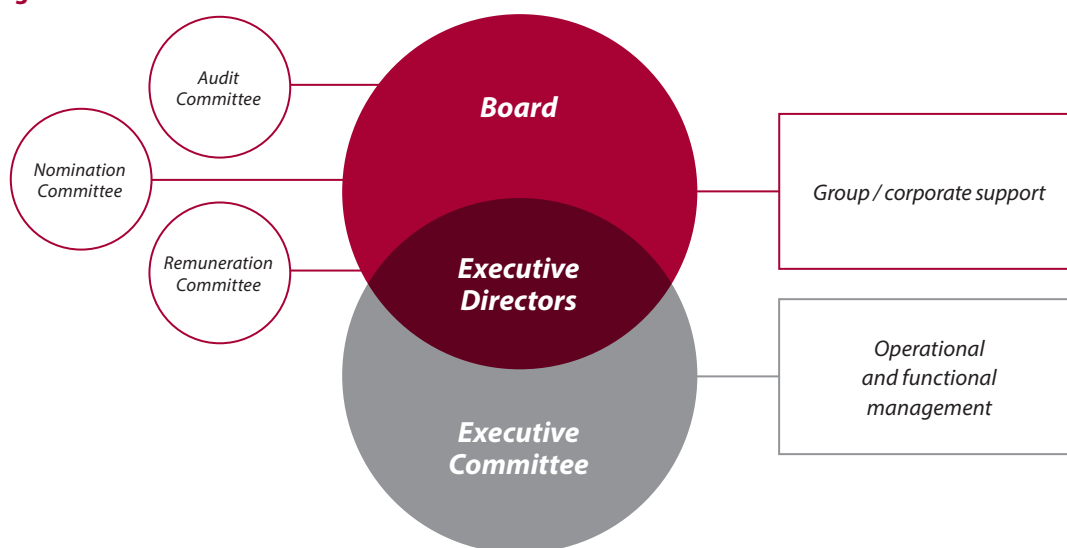 Audit
Committee
Board
Nomination
Committee
Group / corporate support
Remuneration
Committee
Executive
Directors
Operational
and functional
management
Executive
Committee